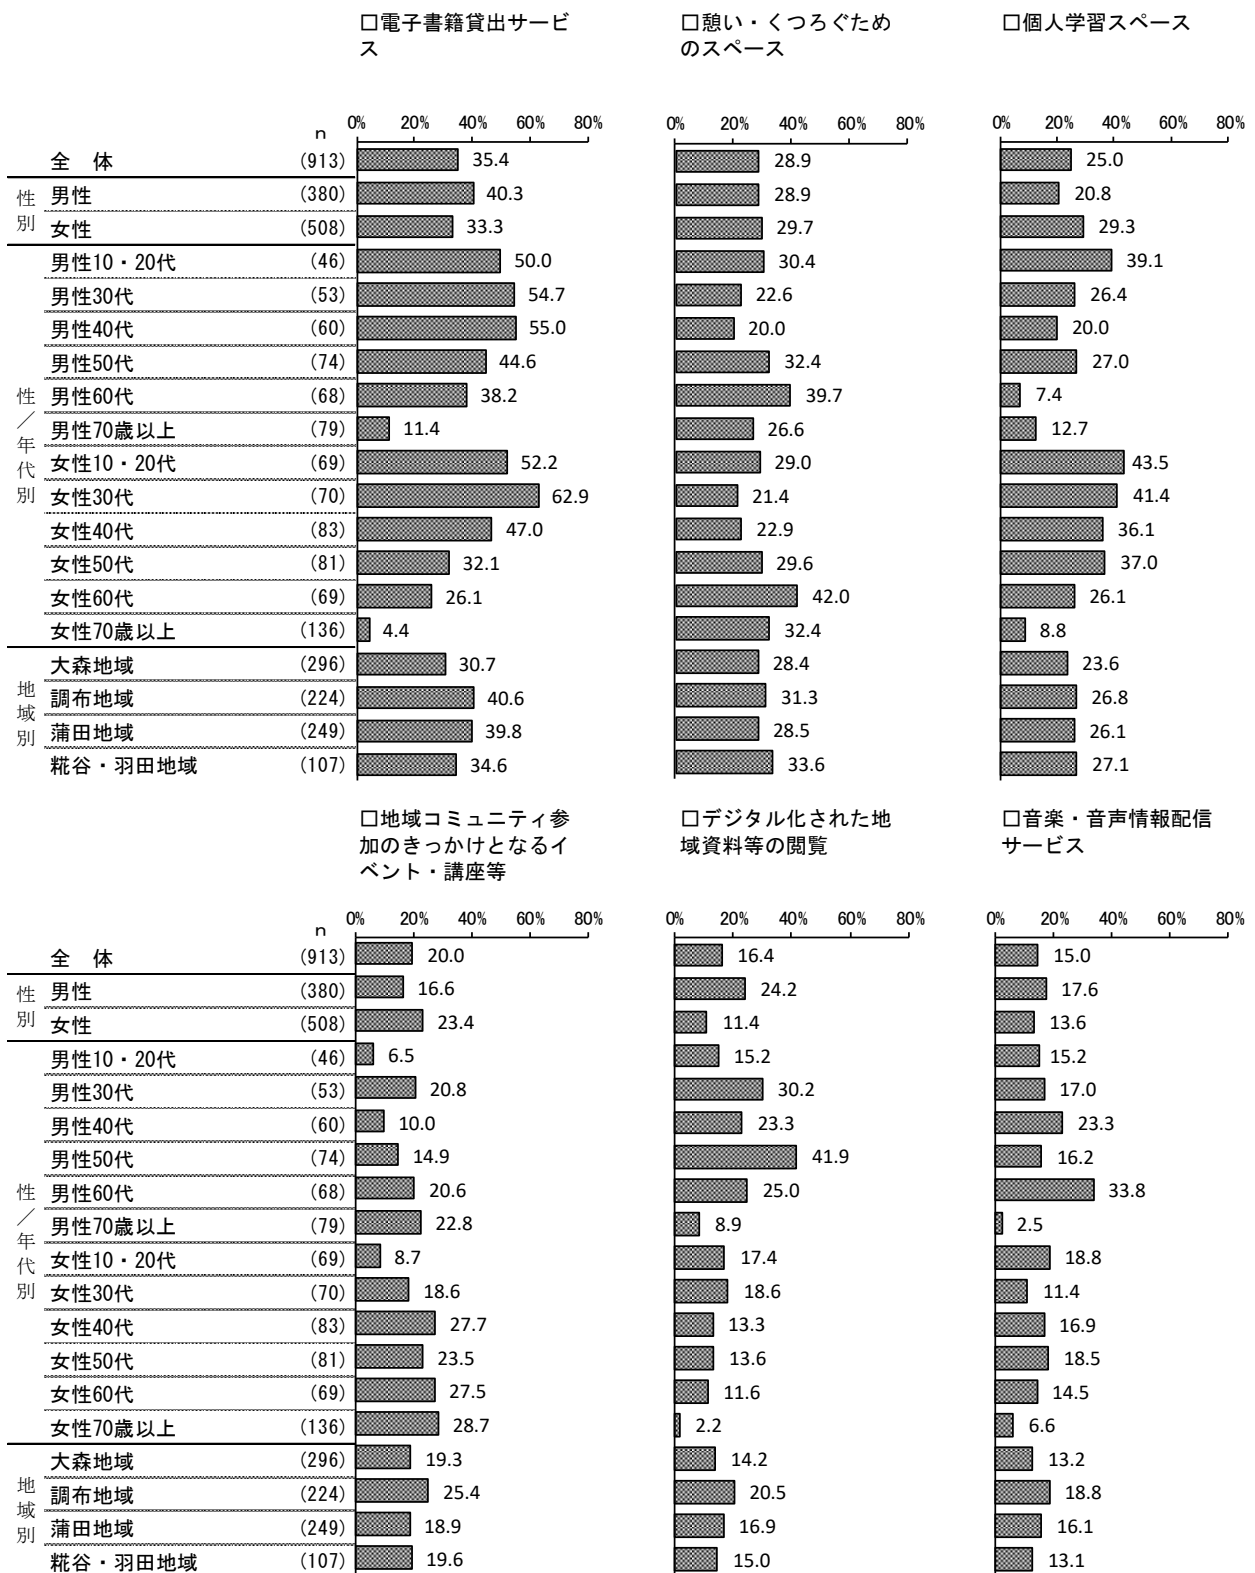 □電子書籍貸出サービ
ス
□憩い・くつろぐため
のスペース
□個人学習スペース
n
0% 20% 40% 60% 80%
0% 20% 40% 60% 80%
0% 20% 40% 60% 80%
全 体 (913) 35.4 28.9 25.0
性別
男性 (380) 40.3 28.9 20.8
女性 (508) 33.3 29.7 29.3
性/年代別
男性10・20代 (46) 50.0 30.4 39.1
男性30代 (53) 54.7 22.6 26.4
男性40代 (60) 55.0 20.0 20.0
男性50代 (74) 44.6 32.4 27.0
男性60代 (68) 38.2 39.7 7.4
男性70歳以上 (79) 11.4 26.6 12.7
女性10・20代 (69) 52.2 29.0 43.5
女性30代 (70) 62.9 21.4 41.4
女性40代 (83) 47.0 22.9 36.1
女性50代 (81) 32.1 29.6 37.0
女性60代 (69) 26.1 42.0 26.1
女性70歳以上 (136) 4.4 32.4 8.8
地域別
大森地域 (296) 30.7 28.4 23.6
調布地域 (224) 40.6 31.3 26.8
蒲田地域 (249) 39.8 28.5 26.1
糀谷・羽田地域 (107) 34.6 33.6 27.1
□地域コミュニティ参
加のきっかけとなるイ
ベント・講座等
□デジタル化された地
域資料等の閲覧
□音楽・音声情報配信
サービス
n
0% 20% 40% 60% 80%
0% 20% 40% 60% 80%
0% 20% 40% 60% 80%
全 体 (913) 20.0 16.4 15.0
性別
男性 (380) 16.6 24.2 17.6
女性 (508) 23.4 11.4 13.6
性/年代別
男性10・20代 (46) 6.5 15.2 15.2
男性30代 (53) 20.8 30.2 17.0
男性40代 (60) 10.0 23.3 23.3
男性50代 (74) 14.9 41.9 16.2
男性60代 (68) 20.6 25.0 33.8
男性70歳以上 (79) 22.8 8.9 2.5
女性10・20代 (69) 8.7 17.4 18.8
女性30代 (70) 18.6 18.6 11.4
女性40代 (83) 27.7 13.3 16.9
女性50代 (81) 23.5 13.6 18.5
女性60代 (69) 27.5 11.6 14.5
女性70歳以上 (136) 28.7 2.2 6.6
地域別
大森地域 (296) 19.3 14.2 13.2
調布地域 (224) 25.4 20.5 18.8
蒲田地域 (249) 18.9 16.9 16.1
糀谷・羽田地域 (107) 19.6 15.0 13.1